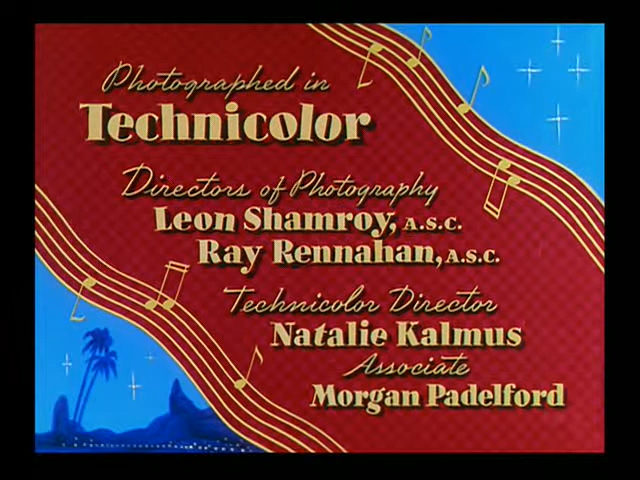 Photographed in
Technicolor
Directors of Photography
Leon Shamroy, A.S.C.
Ray Rennahan, A.S.C.
Technicolor Director
Natalie Kalmus
Associate
Morgan Padelford